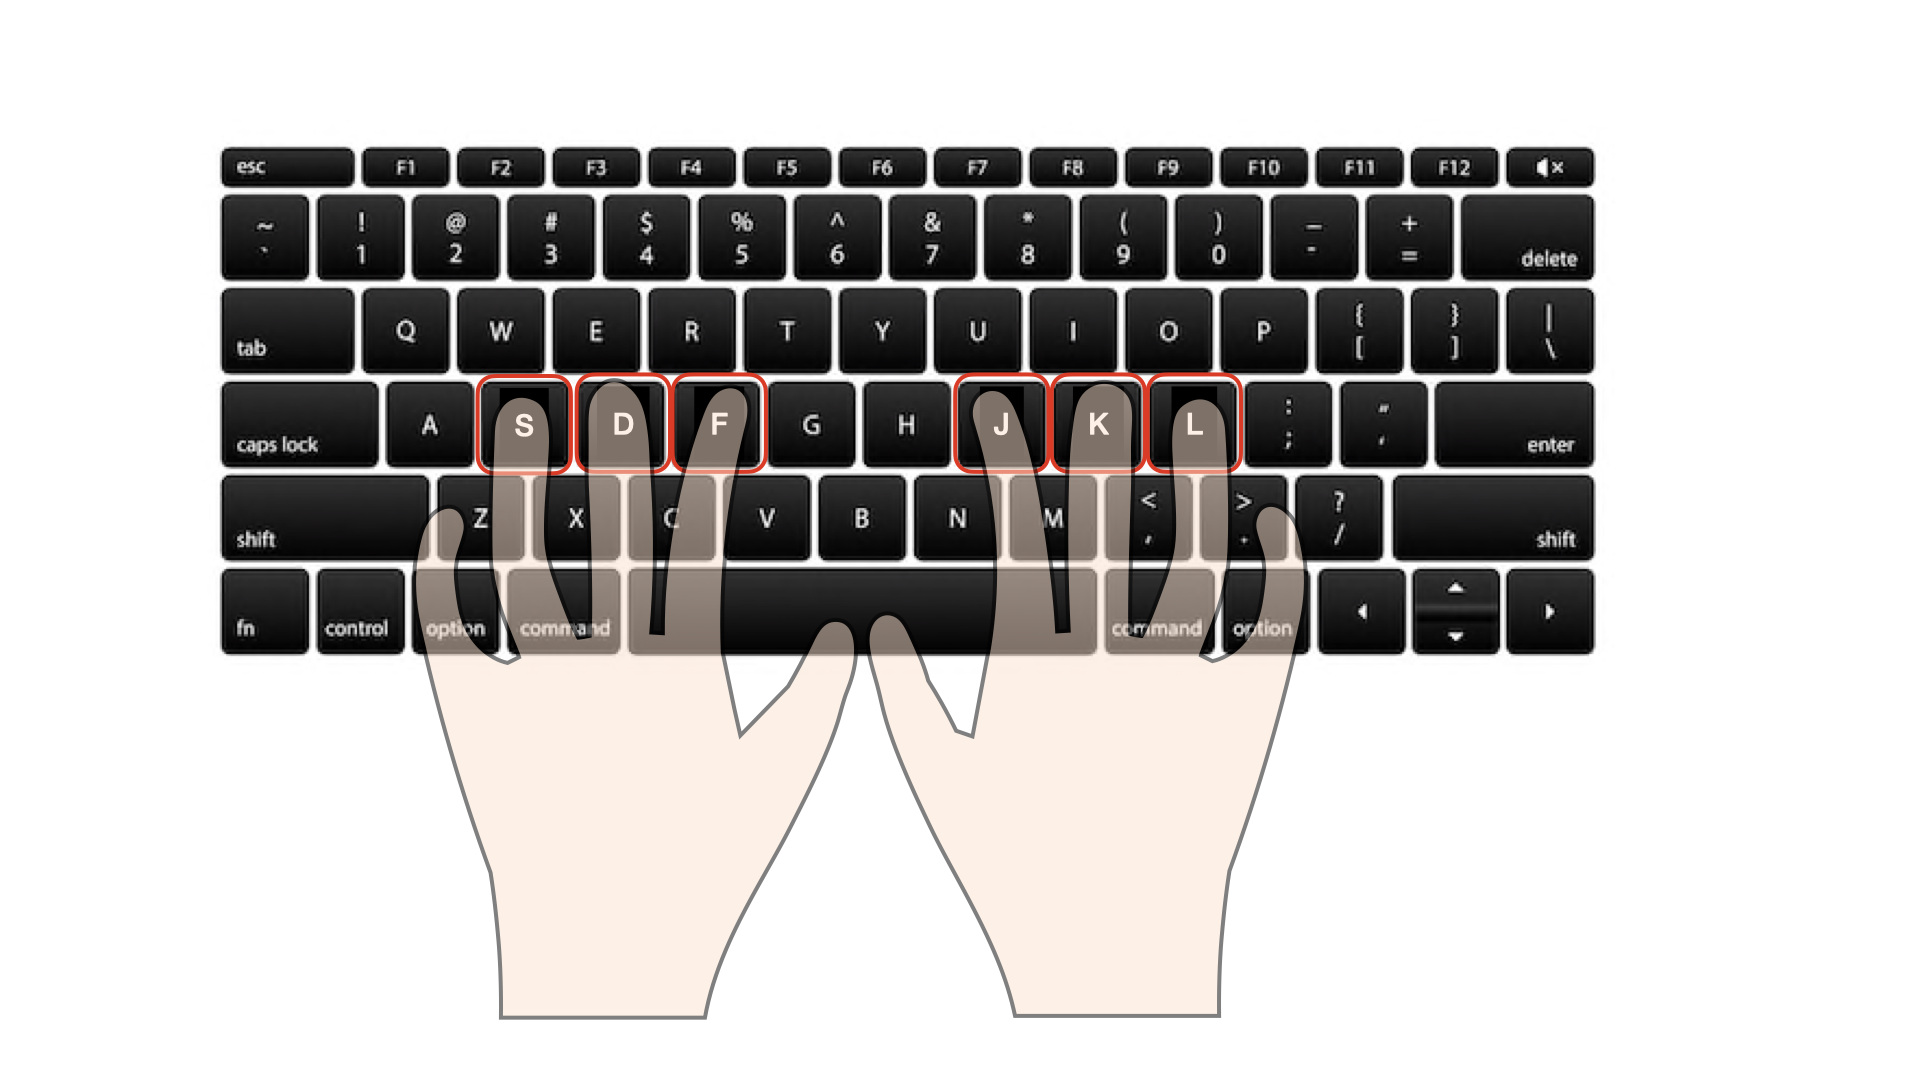 esc F1 F2 F3 F4 F5 F6 F7 F8 F9 F10 F11 F12
~ ! @ # $ % ^ & * ( ) _ +
` 1 2 3 4 5 6 7 8 9 0 - = delete
tab Q W E R T Y U I O P { } |
[ ] \
caps lock A S D F G H J K L : "
; ' enter
shift Z X C V B N M < > ?
, . / shift
fn control option command command option